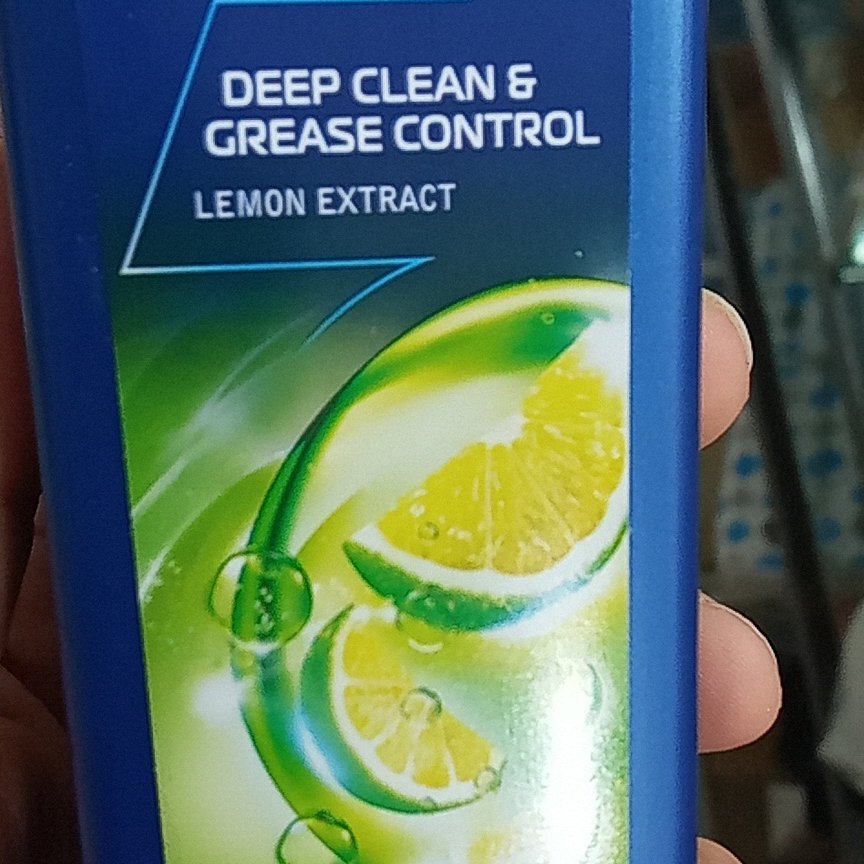 DEEP CLEAN &
GREASE CONTROL
LEMON EXTRACT